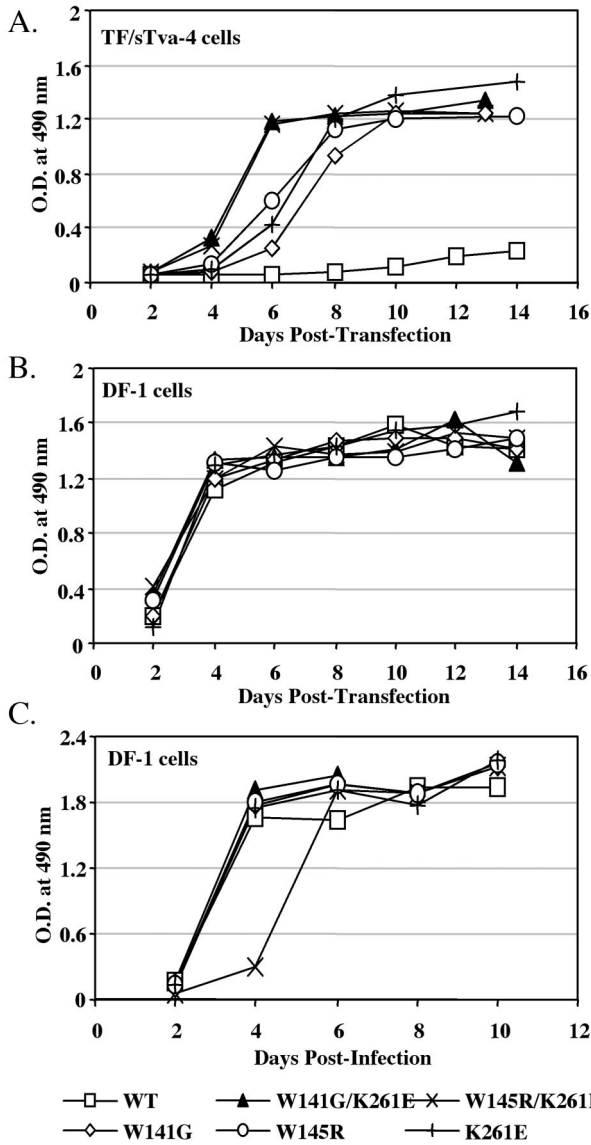 A.
TF/sTva-4 cells
O.D. at 490 nm
1.6
1.2
0.8
0.4
0
0 2 4 6 8 10 12 14 16
Days Post-Transfection
B.
DF-1 cells
O.D. at 490 nm
2
1.6
1.2
0.8
0.4
0
0 2 4 6 8 10 12 14 16
Days Post-Transfection
C.
DF-1 cells
O.D. at 490 nm
2.4
1.8
1.2
0.6
0
0 2 4 6 8 10 12
Days Post-Infection
WT W141G/K261E W145R/K261E
W141G W145R K261E